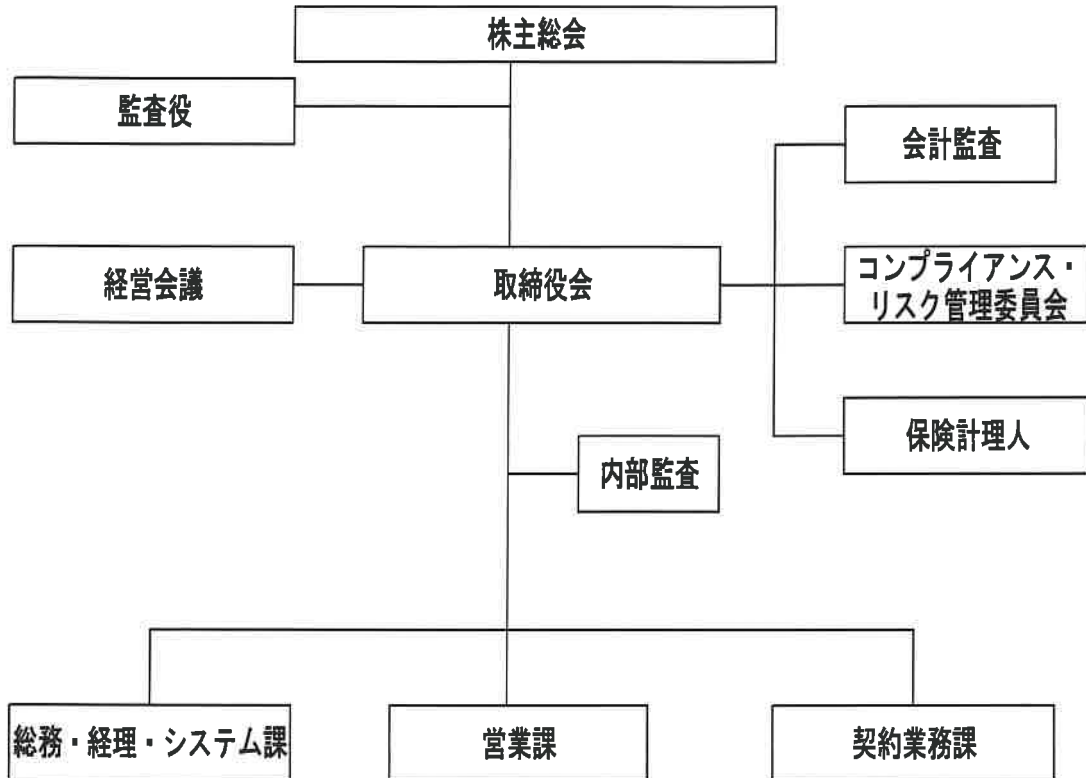 株主総会
監査役
会計監査
経営会議
取締役会
コンプライアンス・
リスク管理委員会
保険計理人
内部監査
総務・経理・システム課
営業課
契約業務課